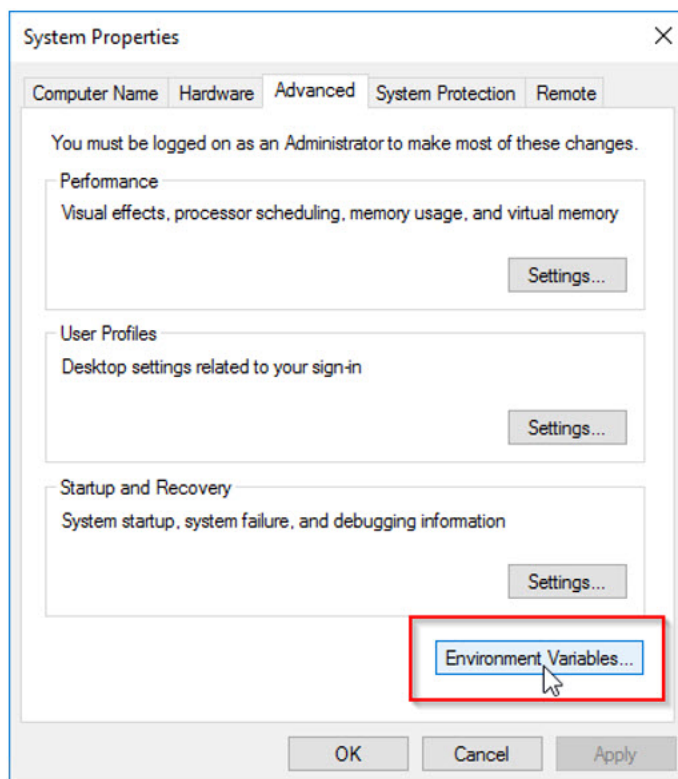 System Properties
Computer Name Hardware Advanced System Protection Remote
You must be logged on as an Administrator to make most of these changes.
Performance
Visual effects, processor scheduling, memory usage, and virtual memory
Settings...
User Profiles
Desktop settings related to your sign-in
Settings...
Startup and Recovery
System startup, system failure, and debugging information
Settings...
Environment Variables...
OK Cancel Apply